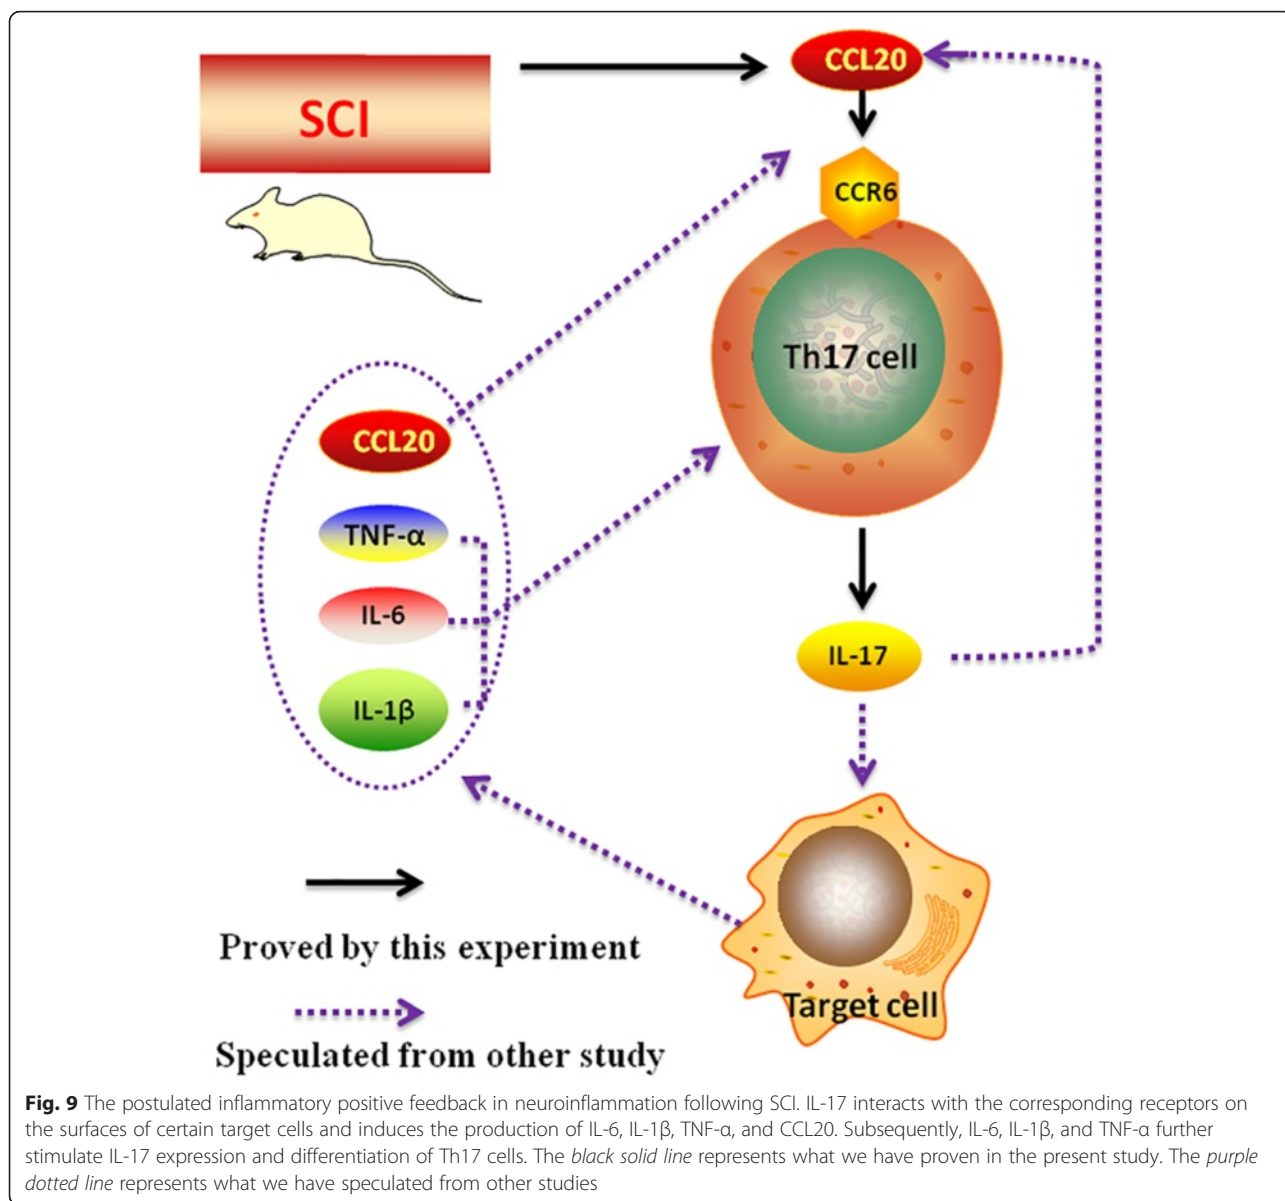 SCI
CCL20
CCR6
Th17 cell
CCL20
TNF-α
IL-6
IL-1β
IL-17
Target cell
Proved by this experiment
Speculated from other study
Fig. 9 The postulated inflammatory positive feedback in neuroinflammation following SCI. IL-17 interacts with the corresponding receptors on
the surfaces of certain target cells and induces the production of IL-6, IL-1β, TNF-α, and CCL20. Subsequently, IL-6, IL-1β, and TNF-α further
stimulate IL-17 expression and differentiation of Th17 cells. The black solid line represents what we have proven in the present study. The purple
dotted line represents what we have speculated from other studies